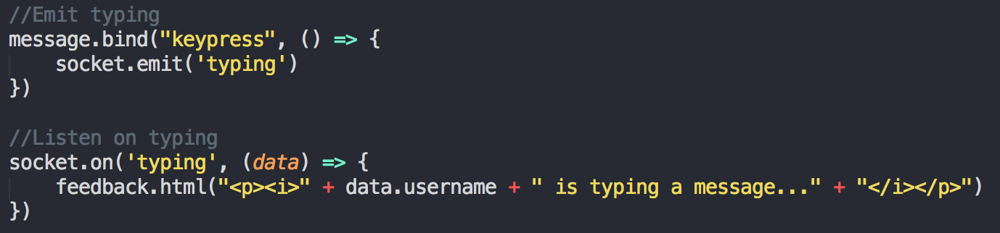 //Emit typing
message.bind("keypress", () => {
    socket.emit('typing')
})

//Listen on typing
socket.on('typing', (data) => {
    feedback.html("<p><i>" + data.username + " is typing a message..." + "</i></p>")
})